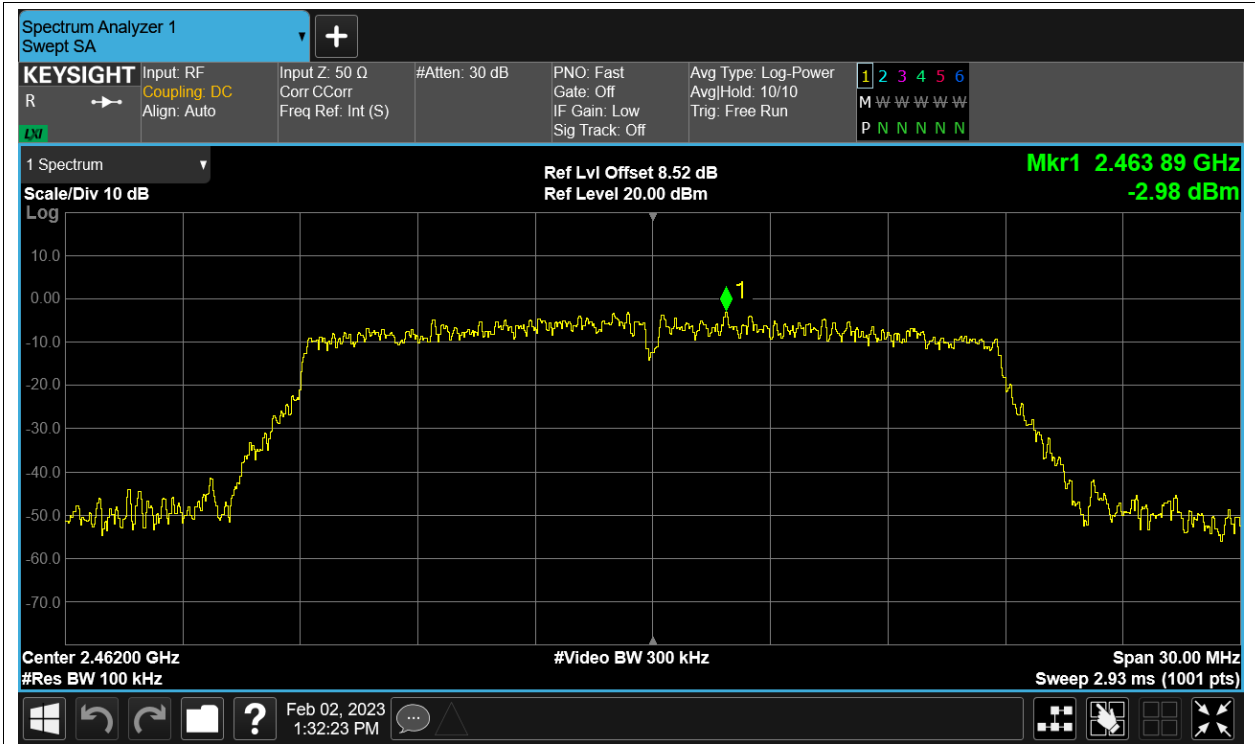 Spectrum Analyzer 1
Swept SA
KEYSIGHT
R
LXI
Input: RF
Coupling: DC
Align: Auto
Input Z: 50 Ω
Corr CCorr
Freq Ref: Int (S)
#Atten: 30 dB
PNO: Fast
Gate: Off
IF Gain: Low
Sig Track: Off
Avg Type: Log-Power
Avg|Hold: 10/10
Trig: Free Run
1 2 3 4 5 6
M W W W W W
P N N N N N
1 Spectrum
Scale/Div 10 dB
Ref Lvl Offset 8.52 dB
Ref Level 20.00 dBm
Mkr1 2.463 89 GHz
-2.98 dBm
Log
10.0
0.00
-10.0
-20.0
-30.0
-40.0
-50.0
-60.0
-70.0
1
Center 2.46200 GHz
#Res BW 100 kHz
#Video BW 300 kHz
Span 30.00 MHz
Sweep 2.93 ms (1001 pts)
?
Feb 02, 2023
1:32:23 PM